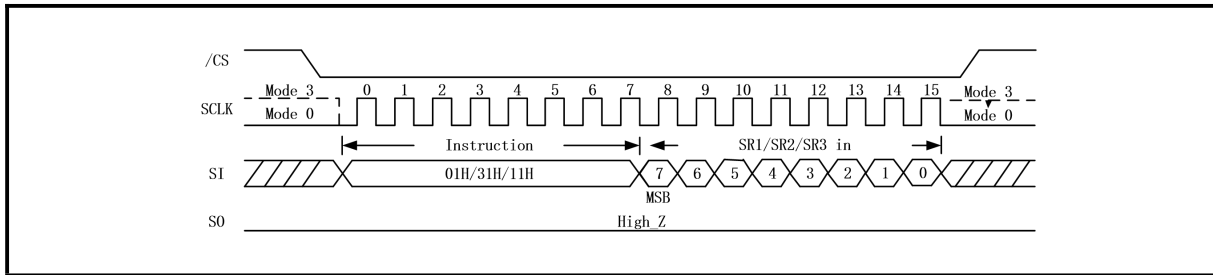 /CS
Mode 3 0 1 2 3 4 5 6 7 8 9 10 11 12 13 14 15 Mode 3
SCLK
Mode 0 Mode 0
Instruction SR1/SR2/SR3 in
SI 01H/31H/11H 7 6 5 4 3 2 1 0
MSB
SO High_Z